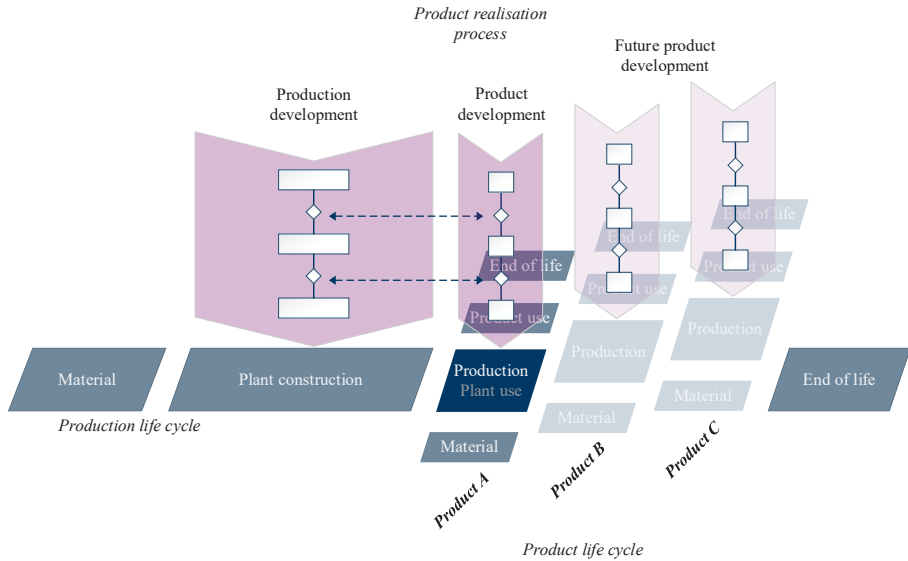 Product realisation
process
Future product
development
Production
development
Product
development
End of life
End of life
End of life
Product use
Product use
Product use
Production
Production
Material
Plant construction
Production
Plant use
End of life
Material
Material
Material
Production life cycle
Product A
Product B
Product C
Product life cycle